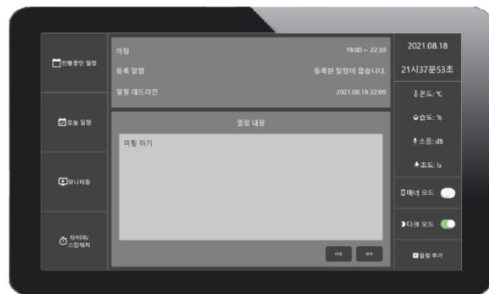 진행중인 일정
오늘 일정
모니터링
타이머/
스탑워치
미팅 19:00 ~ 22:30
등록 알람 등록된 알람이 없습니다.
일정 데드라인 2021.08.18 22:00
일정 내용
미팅 하기
2021.08.18
21시37분53초
온도: ℃
습도: %
소음: dB
조도: lx
매너 모드
다크 모드
일정 추가